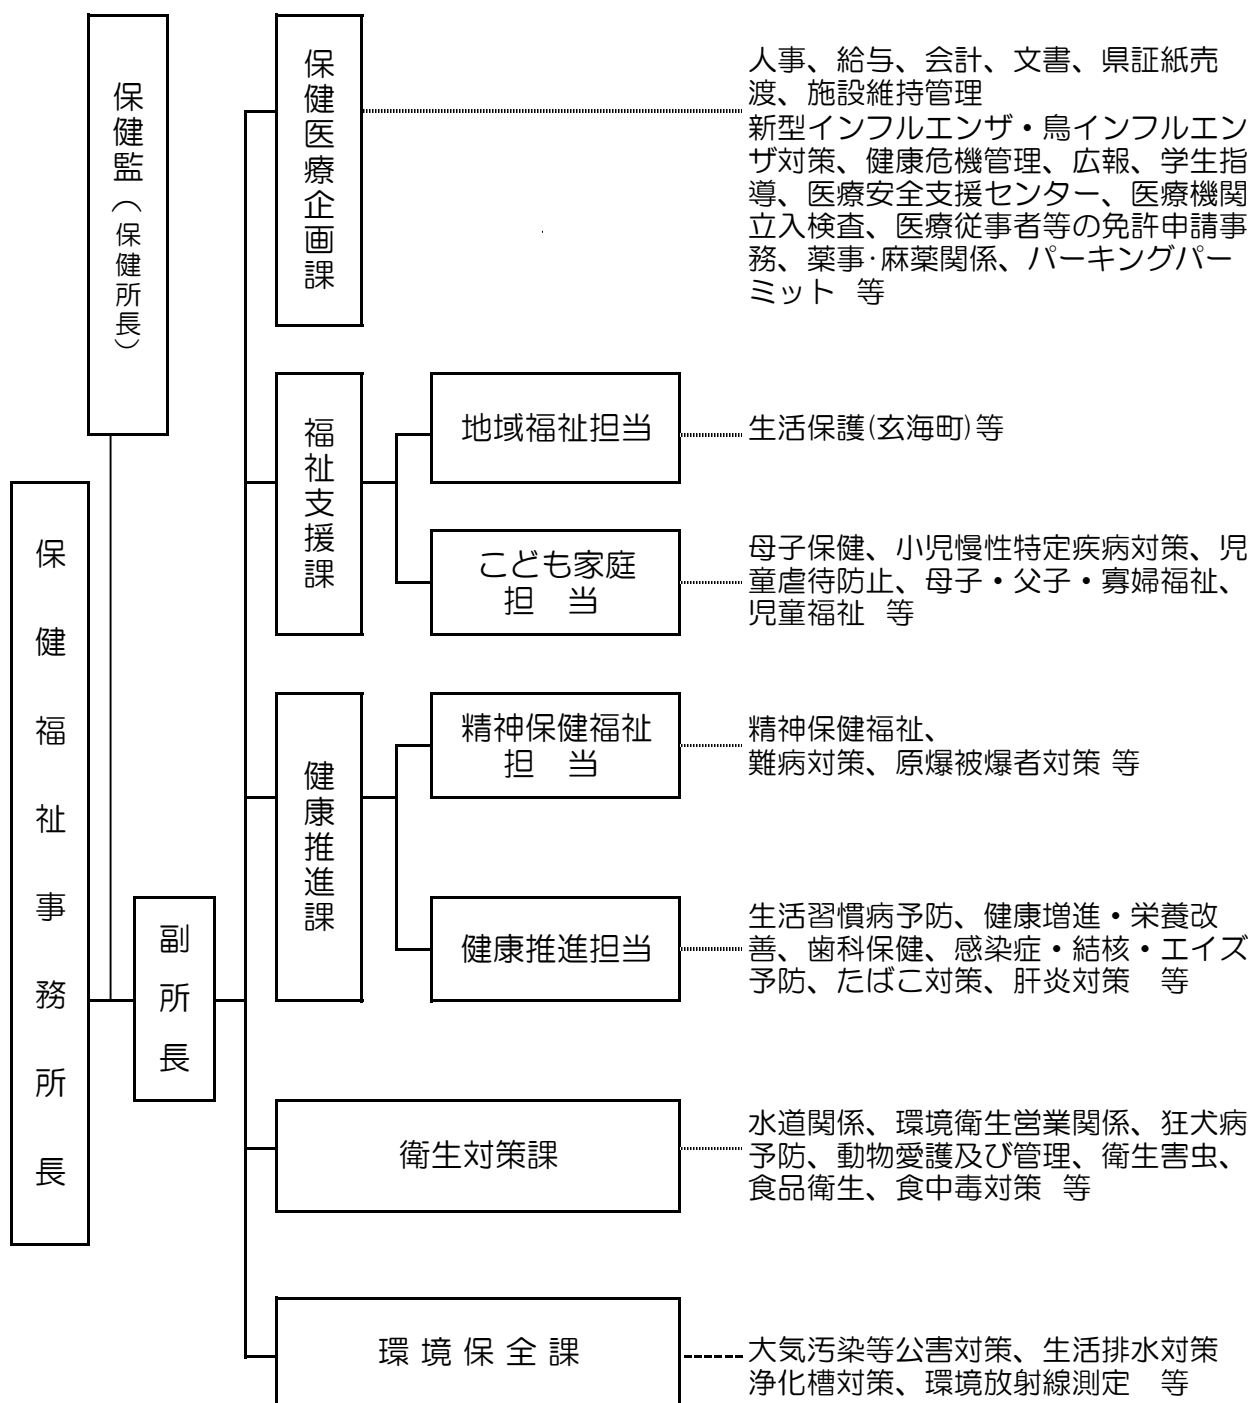 保健監（保健所長）
保健福祉事務所長
副所長
保健医療企画課
人事、給与、会計、文書、県証紙売
渡、施設維持管理
新型インフルエンザ・鳥インフルエン
ザ対策、健康危機管理、広報、学生指
導、医療安全支援センター、医療機関
立入検査、医療従事者等の免許申請事
務、薬事・麻薬関係、パーキングパー
ミット 等
福祉支援課
地域福祉担当
生活保護(玄海町)等
こども家庭
担　当
母子保健、小児慢性特定疾病対策、児
童虐待防止、母子・父子・寡婦福祉、
児童福祉 等
健康推進課
精神保健福祉
担　当
精神保健福祉、
難病対策、原爆被爆者対策 等
健康推進担当
生活習慣病予防、健康増進・栄養改
善、歯科保健、感染症・結核・エイズ
予防、たばこ対策、肝炎対策　等
衛生対策課
水道関係、環境衛生営業関係、狂犬病
予防、動物愛護及び管理、衛生害虫、
食品衛生、食中毒対策 等
環境保全課
大気汚染等公害対策、生活排水対策
浄化槽対策、環境放射線測定　等